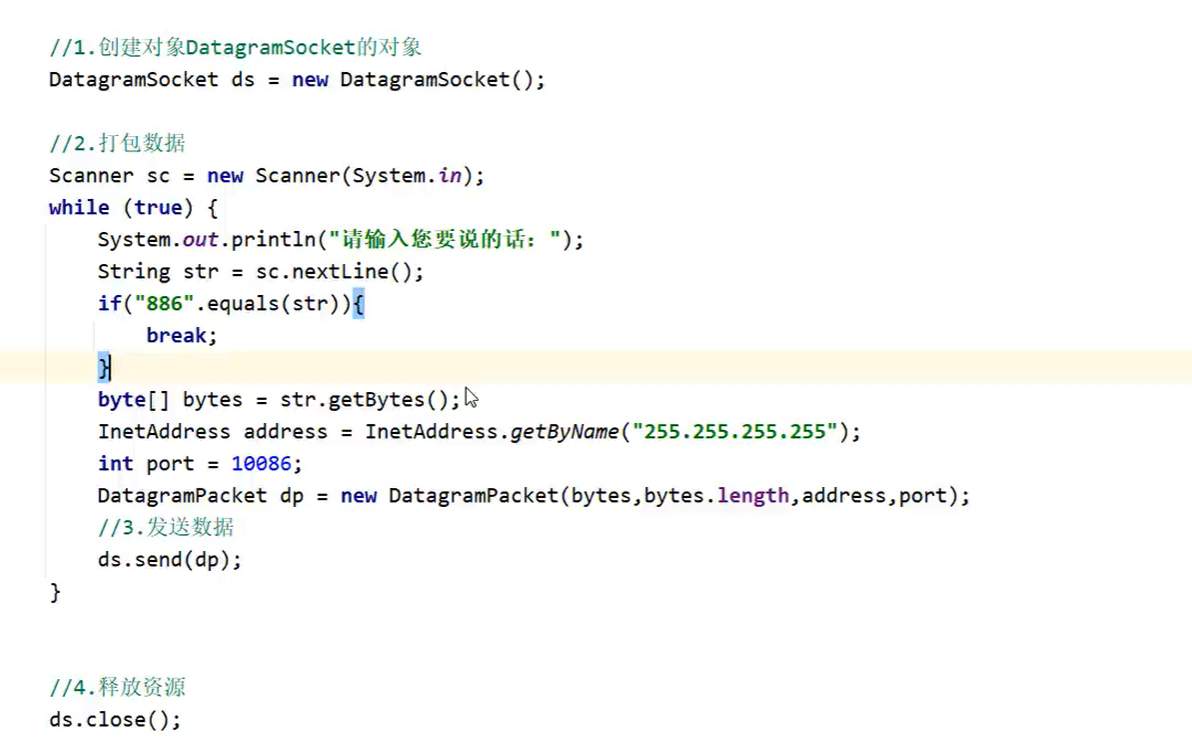 //1.创建对象DatagramSocket的对象
DatagramSocket ds = new DatagramSocket();
//2.打包数据
Scanner sc = new Scanner(System.in);
while (true) {
System.out.println("请输入您要说的话：");
String str = sc.nextLine();
if("886".equals(str)){
break;
}
byte[] bytes = str.getBytes();
InetAddress address = InetAddress.getByName("255.255.255.255");
int port = 10086;
DatagramPacket dp = new DatagramPacket(bytes,bytes.length,address,port);
//3.发送数据
ds.send(dp);
}
//4.释放资源
ds.close();